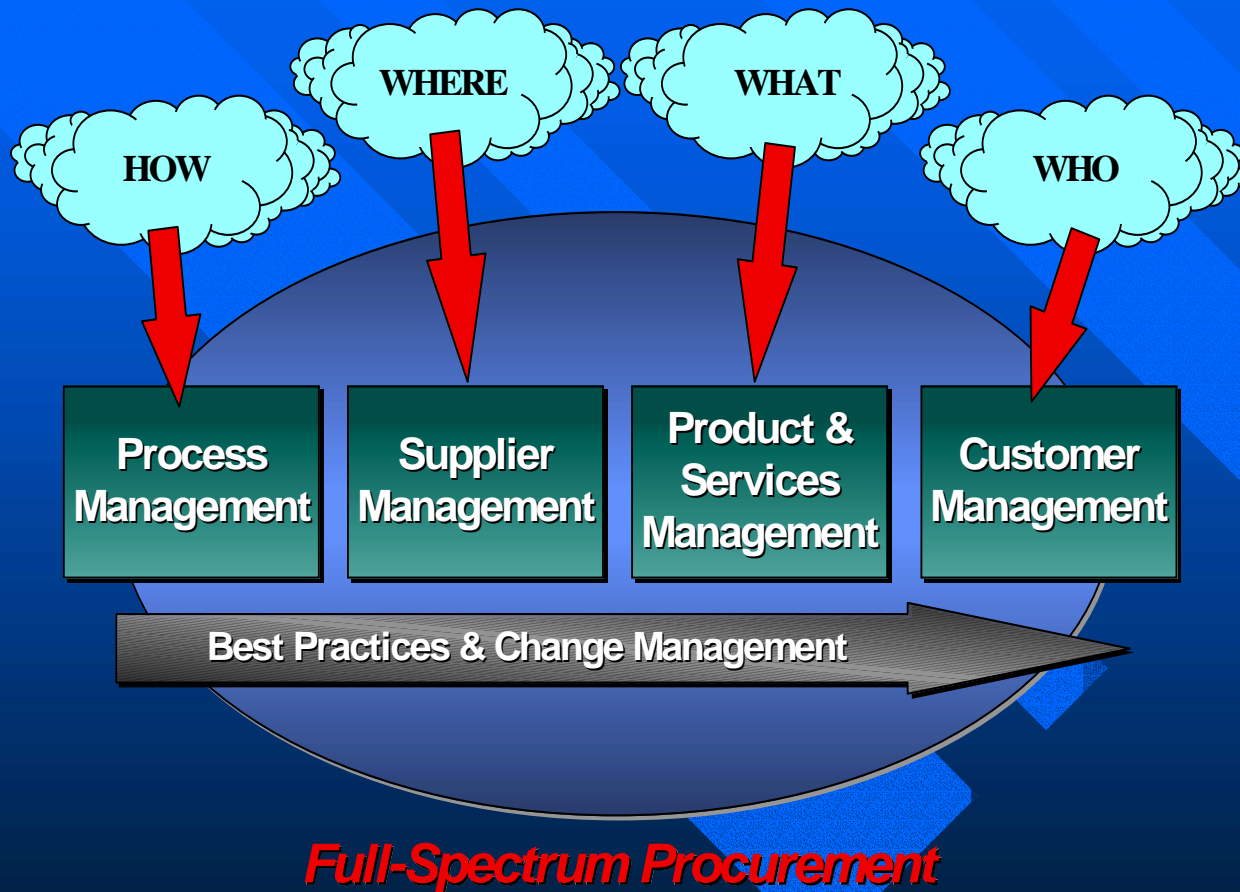 WHERE
WHAT
HOW
WHO
Process
Management
Supplier
Management
Product &
Services
Management
Customer
Management
Best Practices & Change Management
Full-Spectrum Procurement